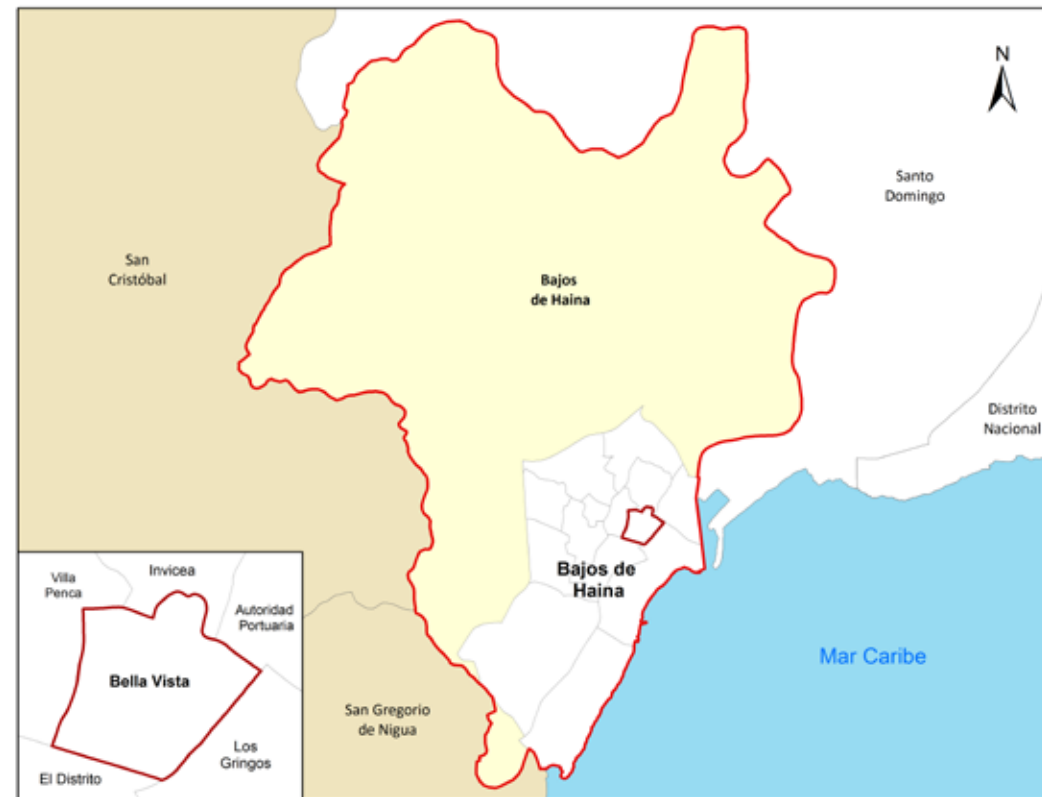 N
Santo
Domingo
San
Cristóbal
Bajos
de Haina
Distrito
Nacional
Bajos de
Haina
Mar Caribe
San Gregorio
de Nigua
Villa
Penca
Invicea
Autoridad
Portuaria
Bella Vista
Los
Gringos
El Distrito